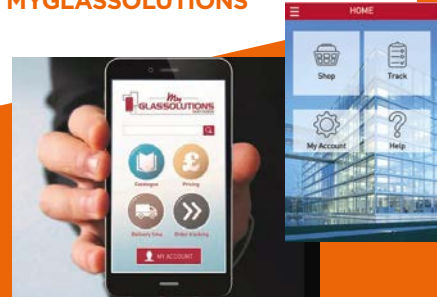 MYGLASSOLUTIONS
HOME
Shop
Track
My Account
Help
My
GLASSOLUTIONS
Catalogue
Pricing
Delivery time
Order tracking
MY ACCOUNT